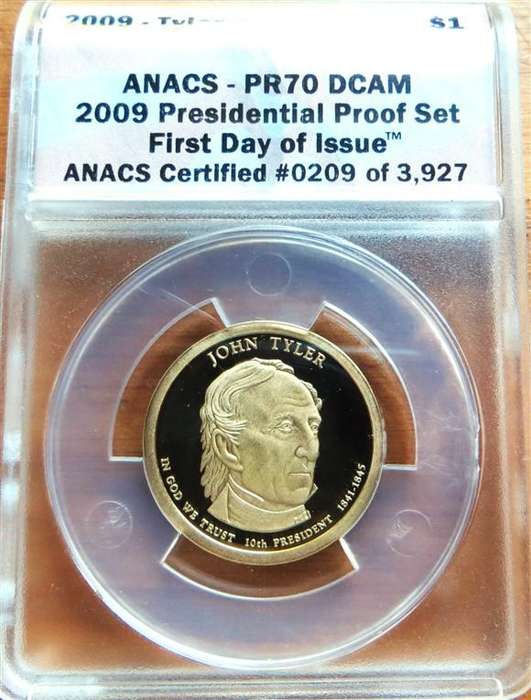 2009 - Tyler $1
ANACS - PR70 DCAM
2009 Presidential Proof Set
First Day of Issue™
ANACS Certified #0209 of 3,927
JOHN TYLER
IN GOD WE TRUST 10th PRESIDENT 1841-1845